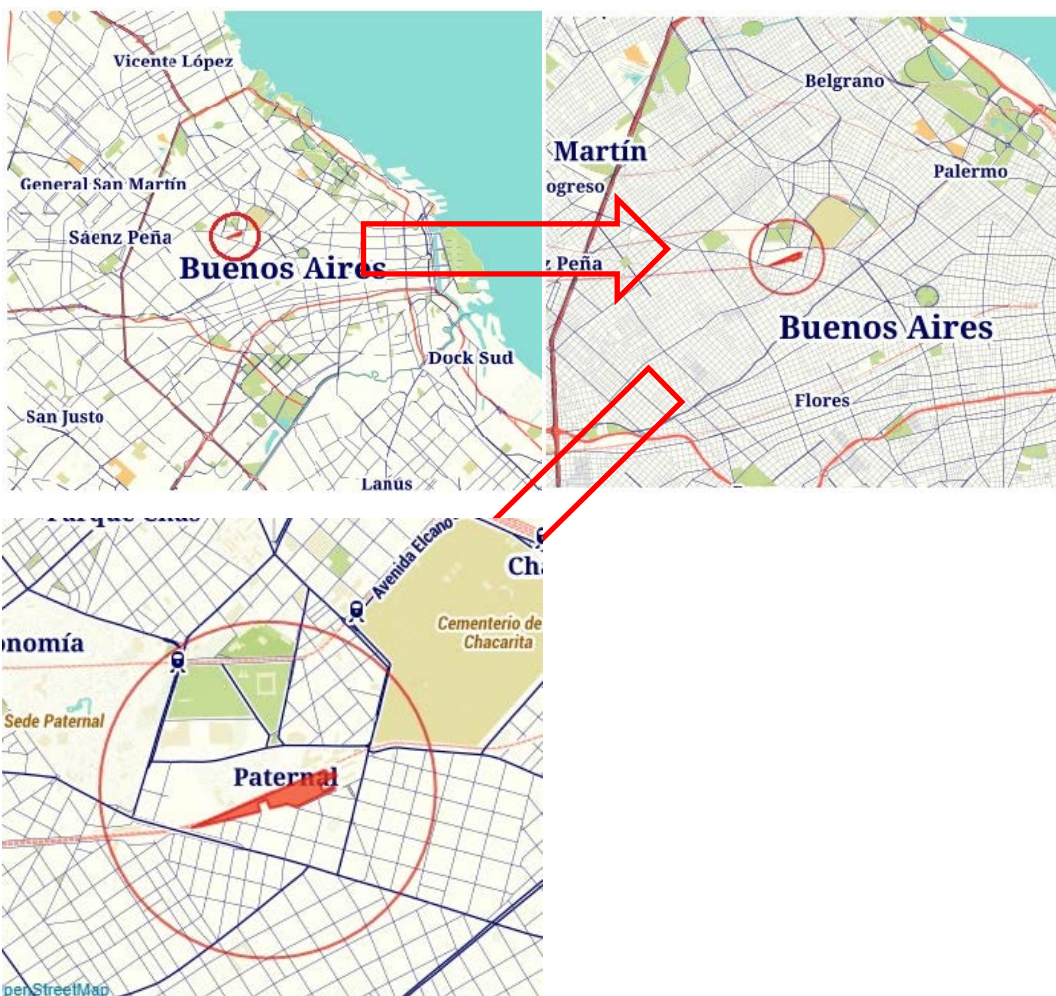 Vicente López
General San Martín
Sáenz Peña
Buenos Aires
Dock Sud
San Justo
Lanús
Belgrano
Martín
ogreso
Palermo
z Peña
Buenos Aires
Flores
Parque Chas
Avenida Elcano
Cha
nomía
Cementerio de
Chacarita
Sede Paternal
Paternal
penStreetMap